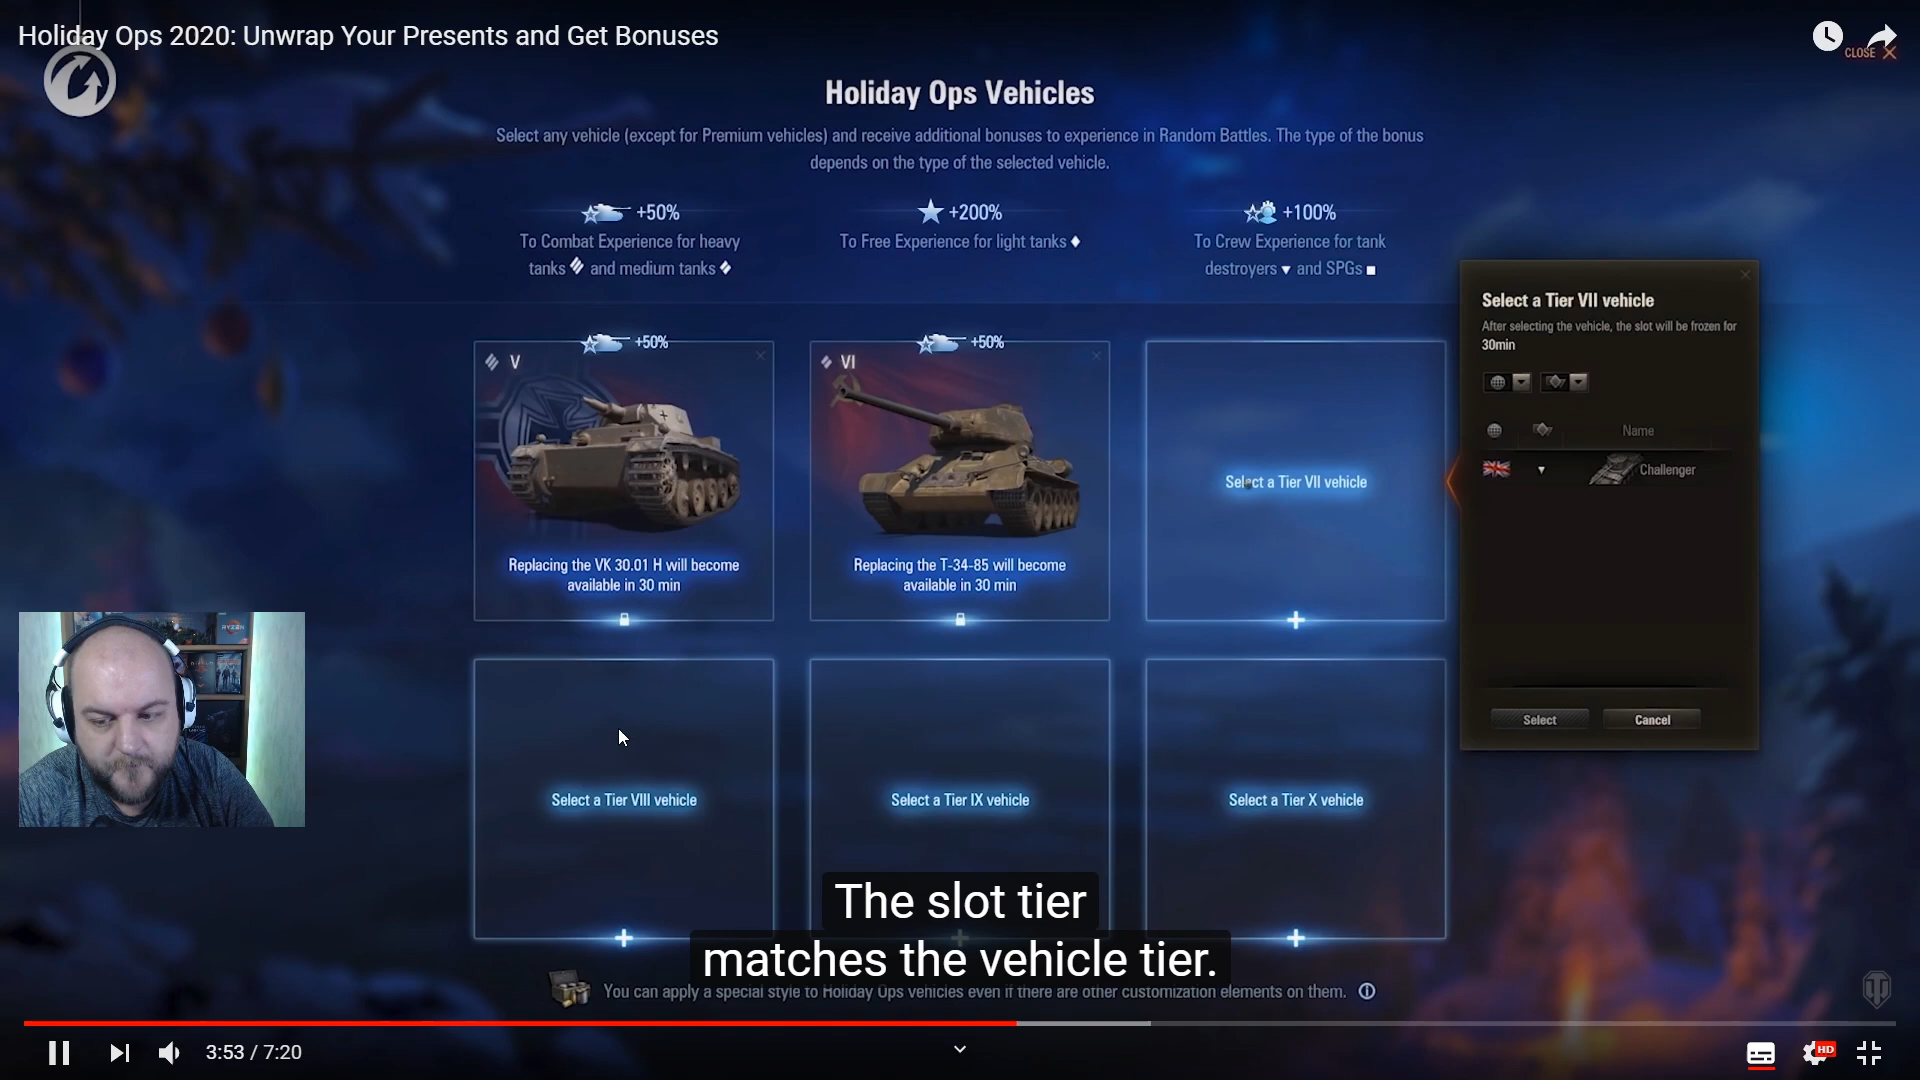 Holiday Ops 2020: Unwrap Your Presents and Get Bonuses
CLOSE
Holiday Ops Vehicles
Select any vehicle (except for Premium vehicles) and receive additional bonuses to experience in Random Battles. The type of the bonus
depends on the type of the selected vehicle.
+50%
To Combat Experience for heavy
tanks and medium tanks
+200%
To Free Experience for light tanks
+100%
To Crew Experience for tank
destroyers and SPGs
+50%
V
Replacing the VK 30.01 H will become
available in 30 min
+50%
VI
Replacing the T-34-85 will become
available in 30 min
Select a Tier VII vehicle
Select a Tier VII vehicle
After selecting the vehicle, the slot will be frozen for
30min
Name
Challenger
Select
Cancel
RYZEN
Select a Tier VIII vehicle
Select a Tier IX vehicle
Select a Tier X vehicle
The slot tier
matches the vehicle tier.
You can apply a special style to Holiday Ops vehicles even if there are other customization elements on them.
3:53 / 7:20
HD